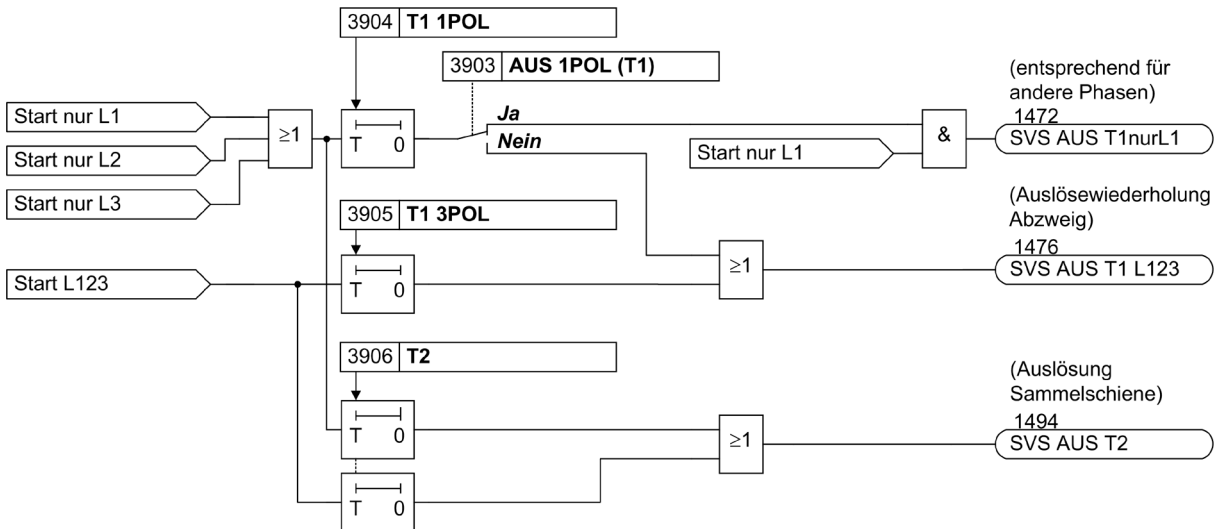 3904 T1 1POL
3903 AUS 1POL (T1)
(entsprechend für
andere Phasen)
Start nur L1
Ja
1472
≥1
T 0
Nein
&
SVS AUS T1nurL1
Start nur L2
Start nur L1
Start nur L3
(Auslösewiederholung
Abzweig)
3905 T1 3POL
1476
≥1
SVS AUS T1 L123
Start L123
T 0
3906 T2
(Auslösung
Sammelschiene)
1494
T 0
≥1
SVS AUS T2
T 0